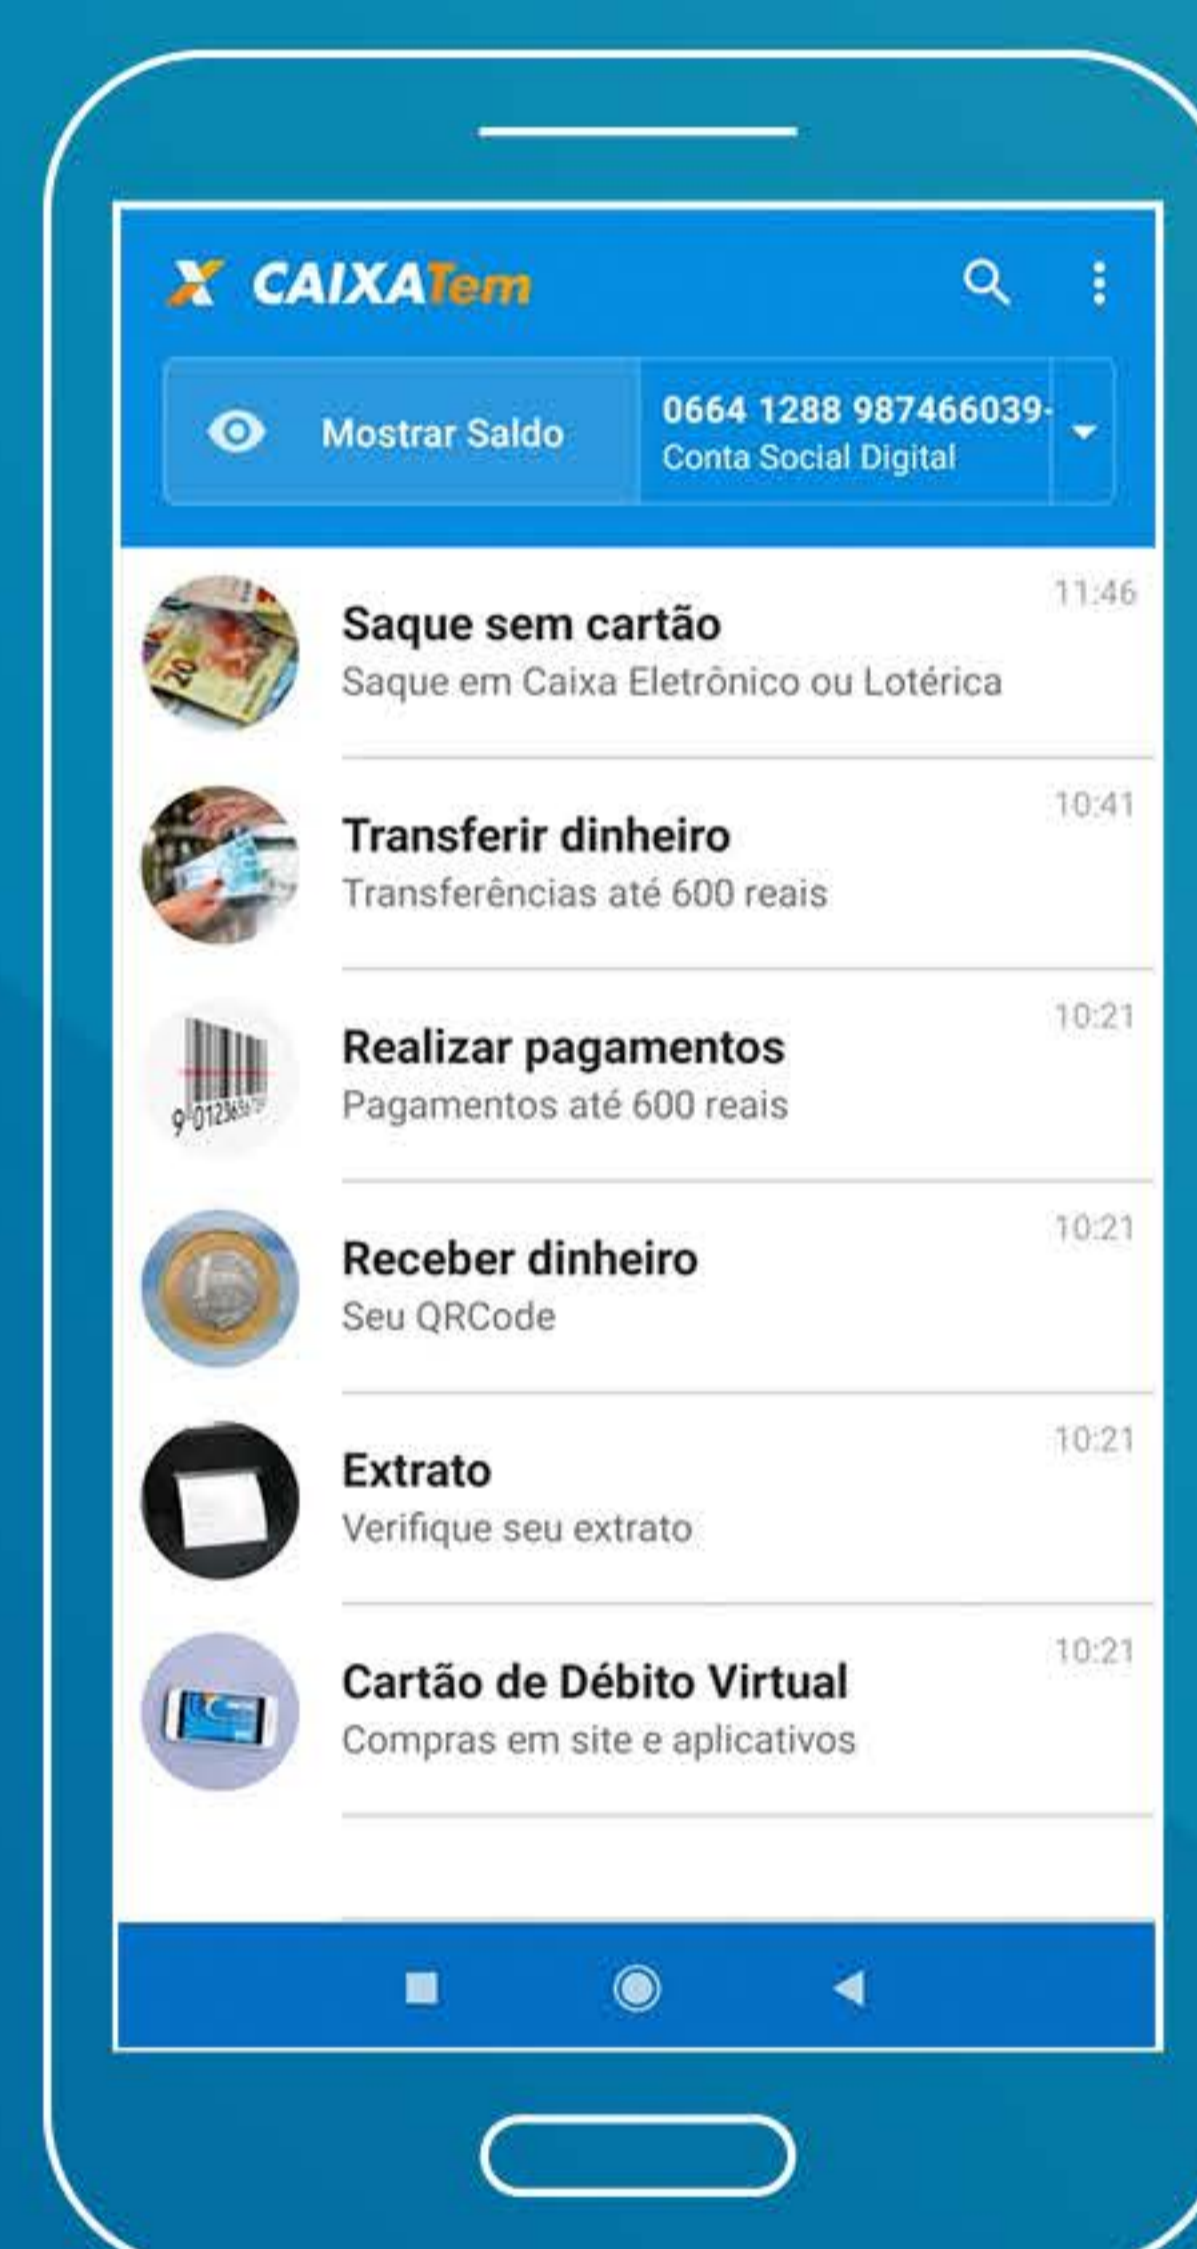 CAIXATem
Mostrar Saldo
0664 1288 987466039-
Conta Social Digital
11:46
Saque sem cartão
Saque em Caixa Eletrônico ou Lotérica
10:41
Transferir dinheiro
Transferências até 600 reais
10:21
Realizar pagamentos
Pagamentos até 600 reais
10:21
Receber dinheiro
Seu QRCode
10:21
Extrato
Verifique seu extrato
10:21
Cartão de Débito Virtual
Compras em site e aplicativos